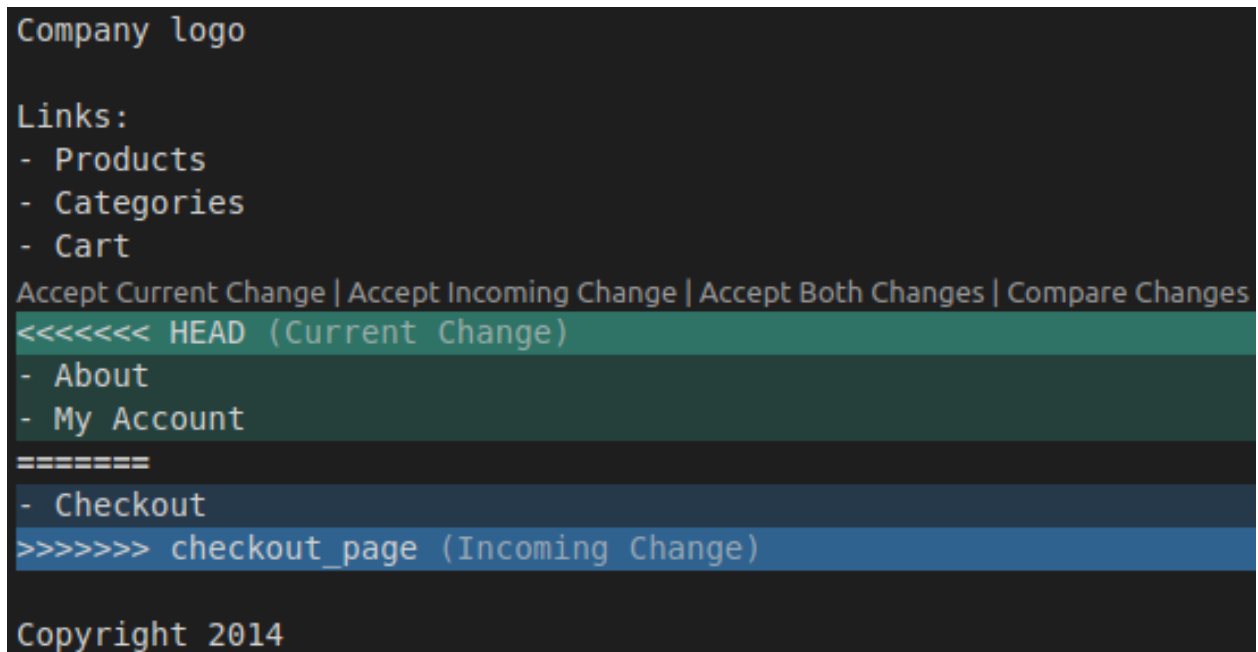 Company logo
Links:
- Products
- Categories
- Cart
Accept Current Change | Accept Incoming Change | Accept Both Changes | Compare Changes
<<<<<<< HEAD (Current Change)
- About
- My Account
=======
- Checkout
>>>>>>> checkout_page (Incoming Change)
Copyright 2014